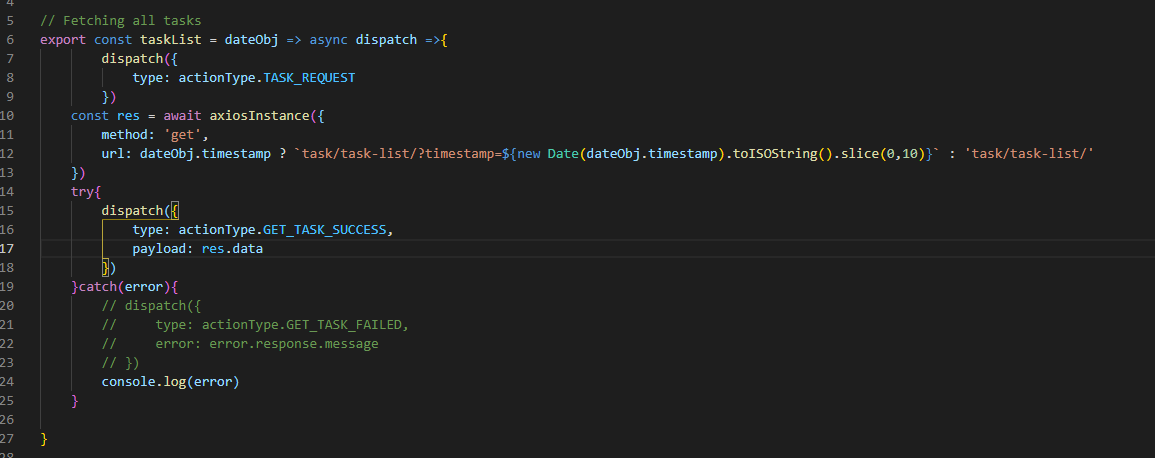 4
5 // Fetching all tasks
6 export const taskList = dateObj => async dispatch =>{
7 dispatch({
8 type: actionType.TASK_REQUEST
9 })
10 const res = await axiosInstance({
11 method: 'get',
12 url: dateObj.timestamp ? `task/task-list/?timestamp=${new Date(dateObj.timestamp).toISOString().slice(0,10)}` : 'task/task-list/'
13 })
14 try{
15 dispatch({
16 type: actionType.GET_TASK_SUCCESS,
17 payload: res.data
18 })
19 }catch(error){
20 // dispatch({
21 // type: actionType.GET_TASK_FAILED,
22 // error: error.response.message
23 // })
24 console.log(error)
25 }
26
27 }
28